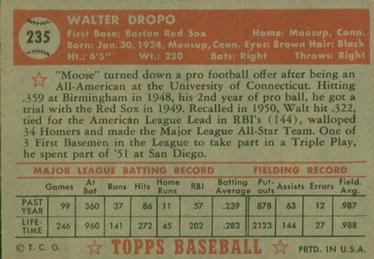 235
WALTER DROPO
First Base: Boston Red Sox Home: Moosup, Conn.
Born: Jan. 30, 1924, Moosup, Conn. Eyes: Brown Hair: Black
Ht.: 6'5" Wt.: 220 Bats: Right Throws: Right
"Moose" turned down a pro football offer after being an
All-American at the University of Connecticut. Hitting
.359 at Birmingham in 1948, his 2nd year of pro ball, he got a
trial with the Red Sox in 1949. Recalled in 1950, Walt hit .322,
tied for the American League Lead in RBI's (144), walloped
34 Homers and made the Major League All-Star Team. One of
3 First Basemen in the League to take part in a Triple Play,
he spent part of '51 at San Diego.
MAJOR LEAGUE BATTING RECORD FIELDING RECORD
Games At Bat Runs Hits Home Runs RBI Batting Average Put-outs Assists Errors Field. Avg.
PAST YEAR 99 360 37 86 11 57 .239 878 63 12 .987
LIFE-TIME 246 960 141 272 45 203 .283 2123 144 28 .988
© T. C. G. TOPPS BASEBALL PRTD. IN U.S.A.